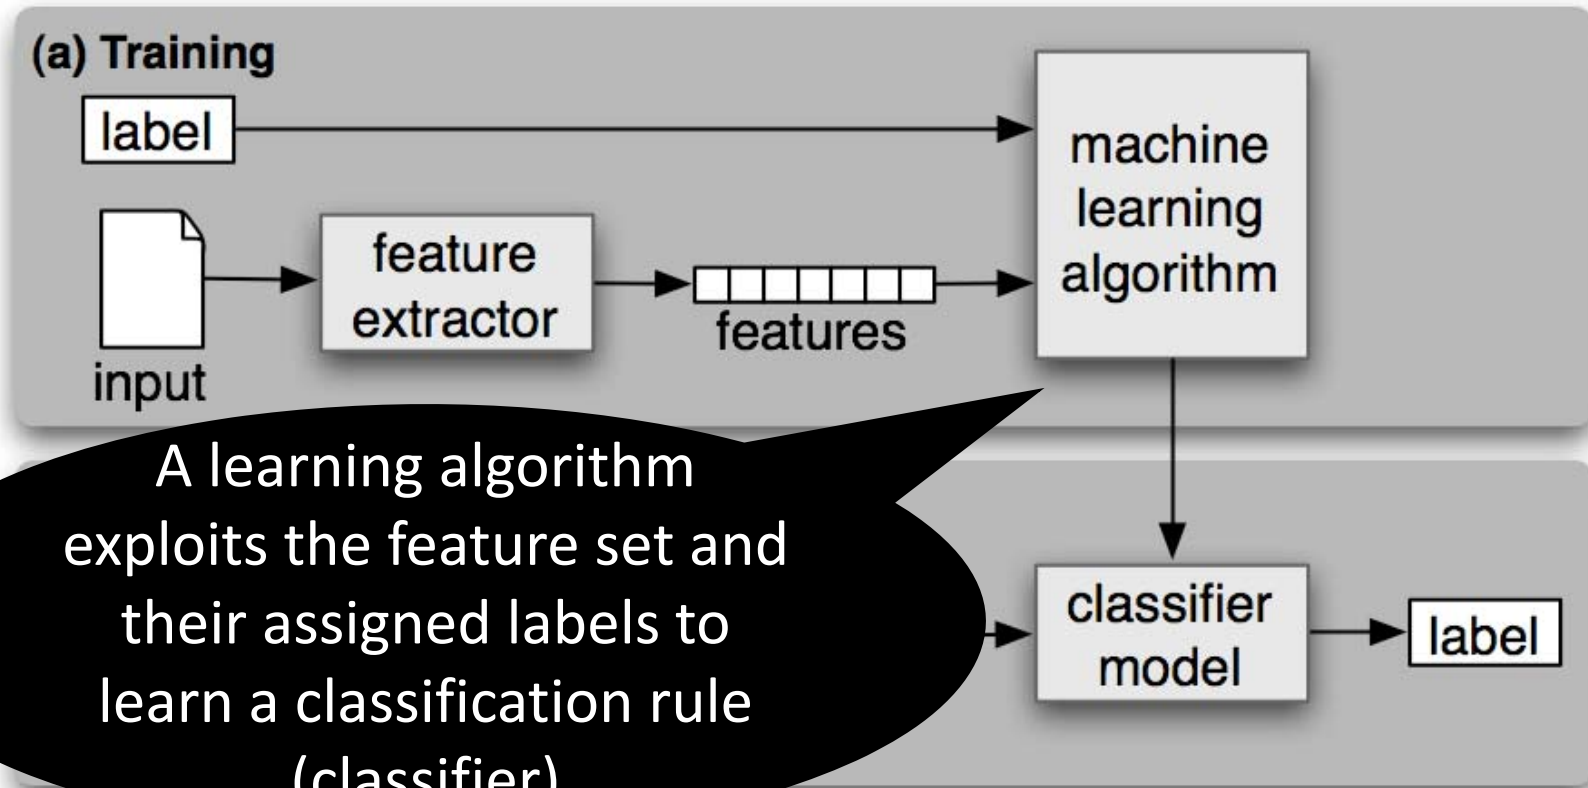 (a) Training
label
machine
learning
algorithm
feature
extractor
features
input
A learning algorithm
exploits the feature set and
their assigned labels to
learn a classification rule
(classifier)
classifier
model
label